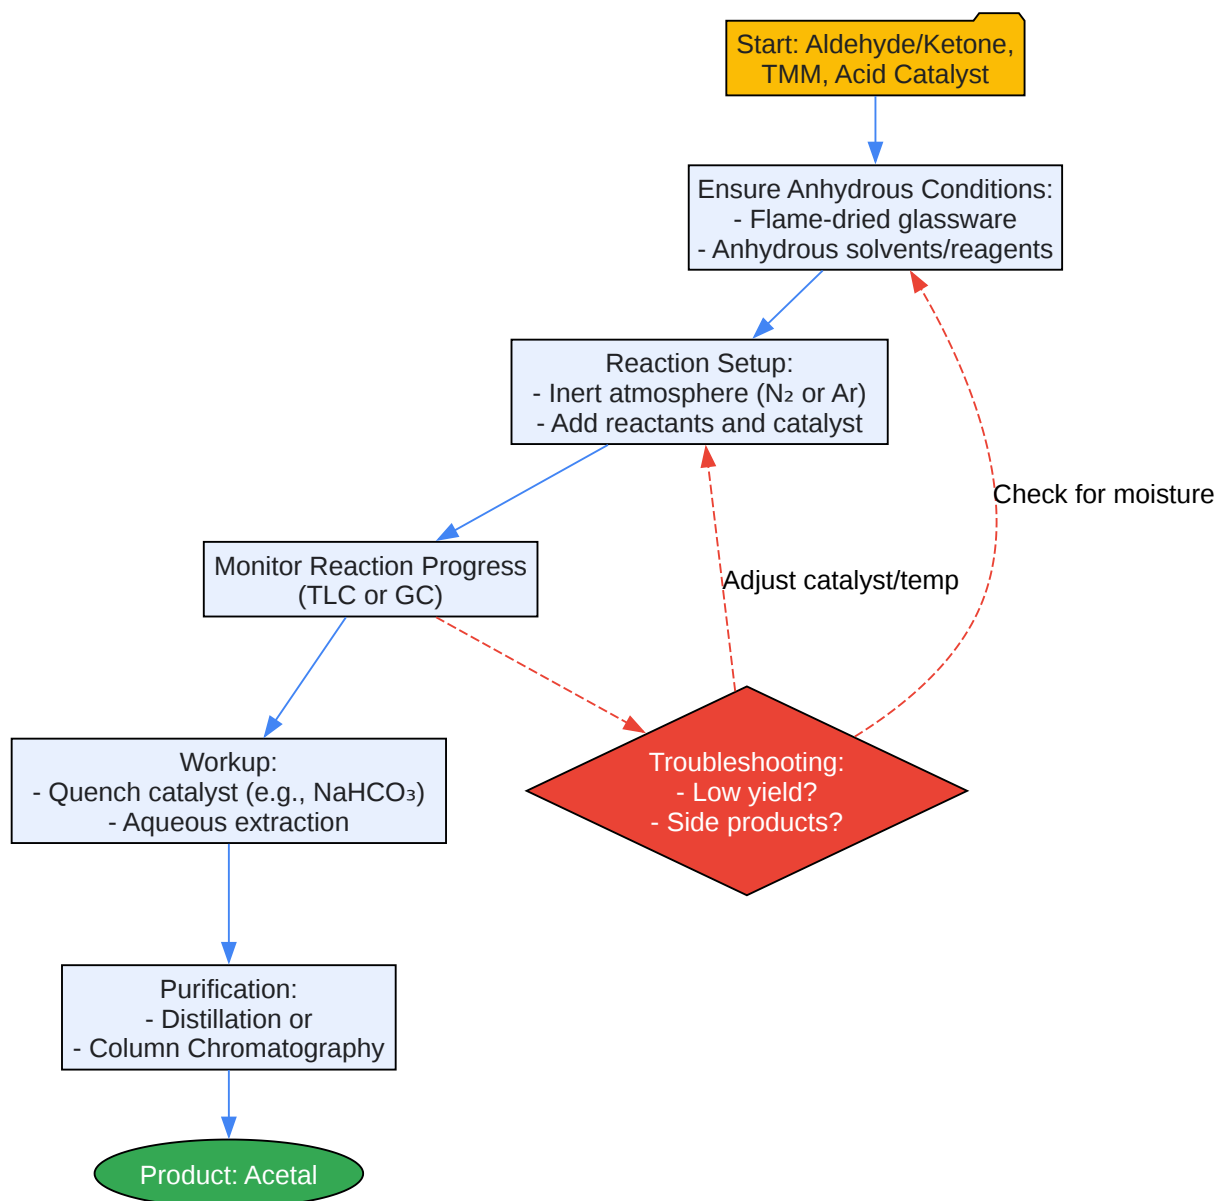 Start: Aldehyde/Ketone,
TMM, Acid Catalyst
Ensure Anhydrous Conditions:
- Flame-dried glassware
- Anhydrous solvents/reagents
Reaction Setup:
- Inert atmosphere (N₂ or Ar)
- Add reactants and catalyst
Check for moisture
Monitor Reaction Progress
(TLC or GC)
Adjust catalyst/temp
Workup:
- Quench catalyst (e.g., NaHCO₃)
- Aqueous extraction
Troubleshooting:
- Low yield?
- Side products?
Purification:
- Distillation or
- Column Chromatography
Product: Acetal